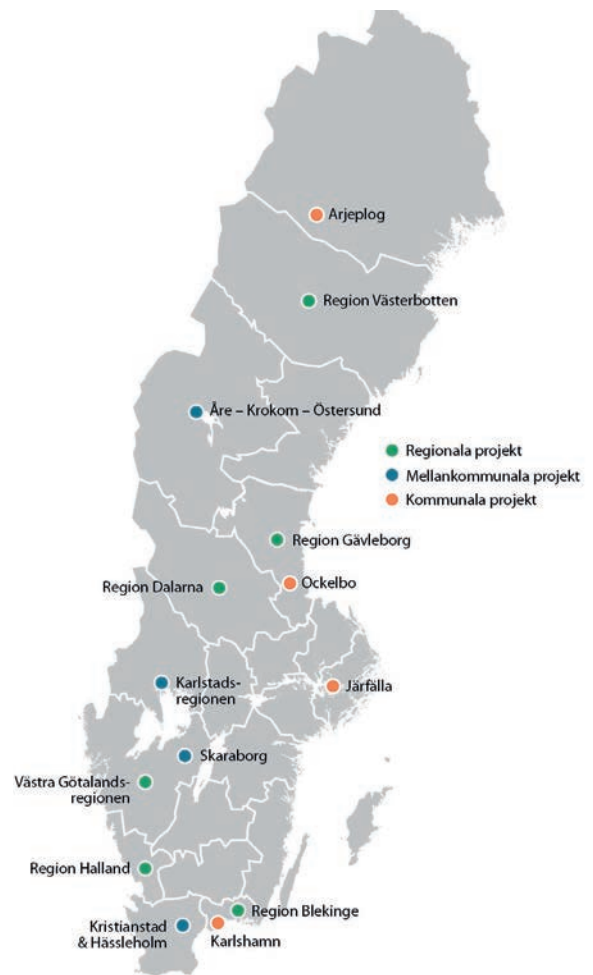 Arjeplog
Region Västerbotten
Åre – Krokom – Östersund
Regionala projekt
Mellankommunala projekt
Kommunala projekt
Region Gävleborg
Ockelbo
Region Dalarna
Karlstads-
regionen
Järfälla
Skaraborg
Västra Götalands-
regionen
Region Halland
Region Blekinge
Kristianstad
& Hässleholm
Karlshamn